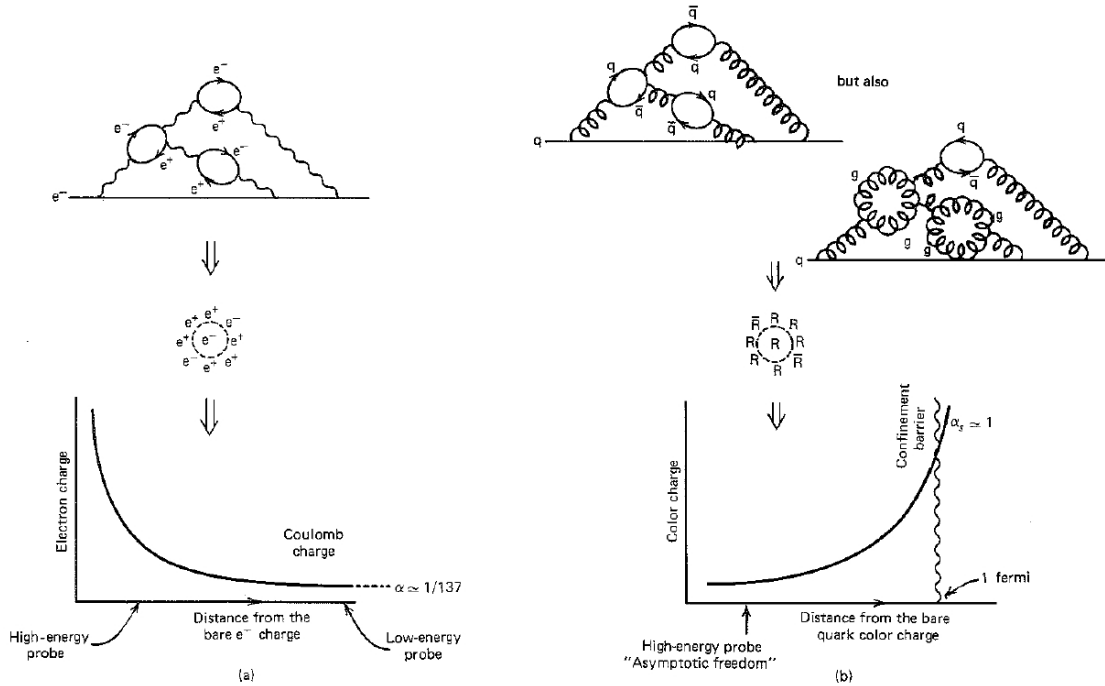 e⁻
e⁺
e⁻
e⁺
e⁻
e⁺
e⁻
e⁺ e⁺ e⁻
e⁺ e⁻ e⁺
e⁻ e⁺ e⁺
Electron charge
Coulomb
charge
α ≃ 1/137
High-energy
probe
Distance from the
bare e⁻ charge
Low-energy
probe
(a)
q̅
q
q
q̅
q
q̅
q
but also
q
q̅
g
g
g
g
q
R̅ R R
R R R
R R R̅
Color charge
Confinement
barrier
αₛ ≃ 1
1 fermi
Distance from the bare
quark color charge
High-energy probe
"Asymptotic freedom"
(b)